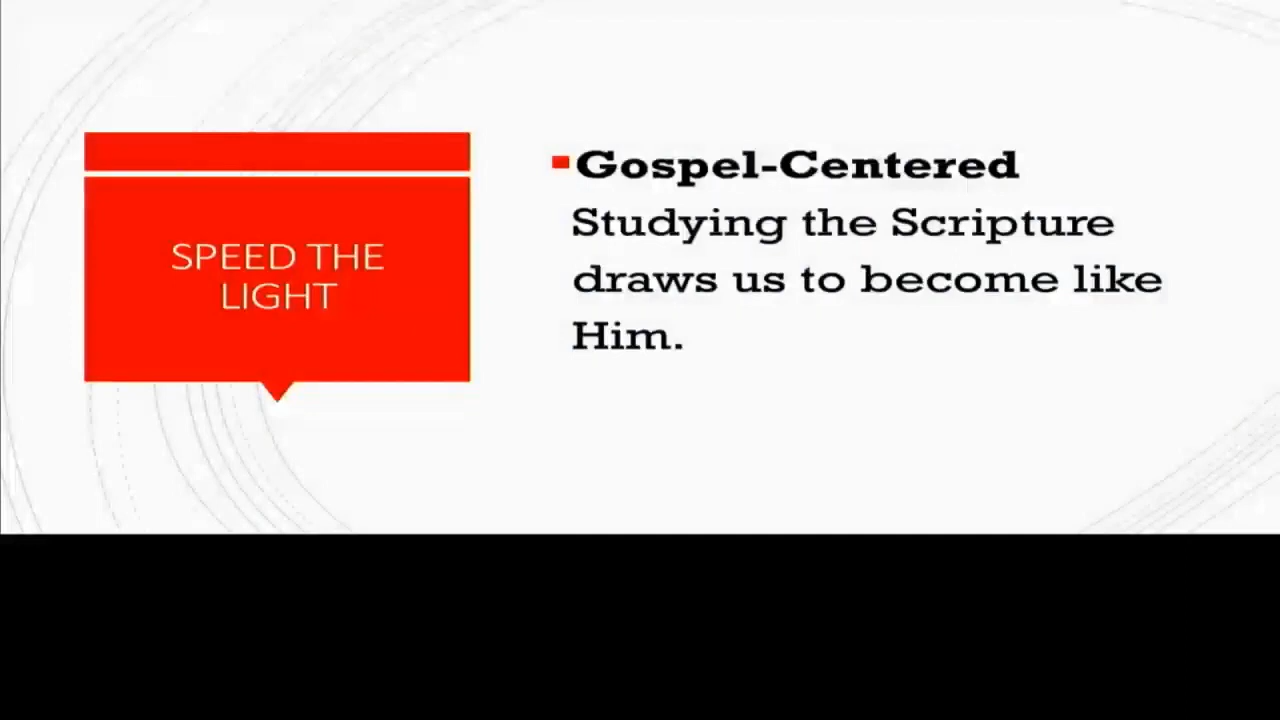 SPEED THE
LIGHT
Gospel-Centered
Studying the Scripture
draws us to become like
Him.